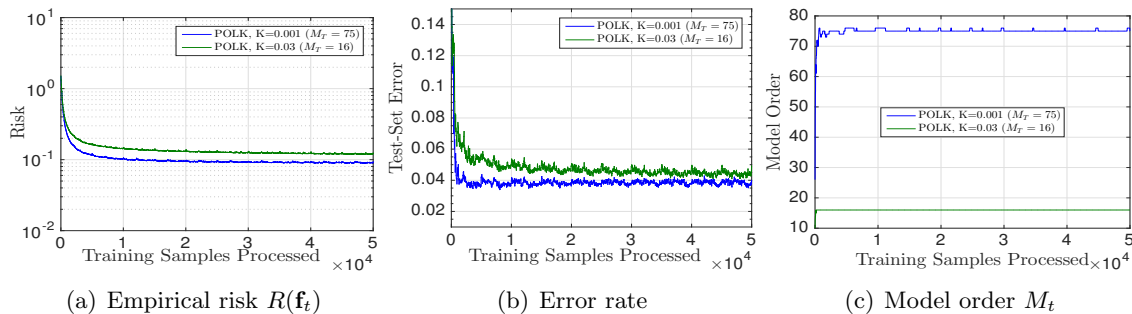 10^1
10^0
10^-1
10^-2
Risk
POLK, K=0.001 (M_T = 75)
POLK, K=0.03 (M_T = 16)
0 1 2 3 4 5
Training Samples Processed
×10^4
(a) Empirical risk R(f_t)
0.14
0.12
0.1
0.08
0.06
0.04
0.02
Test-Set Error
POLK, K=0.001 (M_T = 75)
POLK, K=0.03 (M_T = 16)
0 1 2 3 4 5
Training Samples Processed
×10^4
(b) Error rate
80
70
60
50
40
30
20
10
Model Order
POLK, K=0.001 (M_T = 75)
POLK, K=0.03 (M_T = 16)
0 1 2 3 4 5
Training Samples Processed
×10^4
(c) Model order M_t